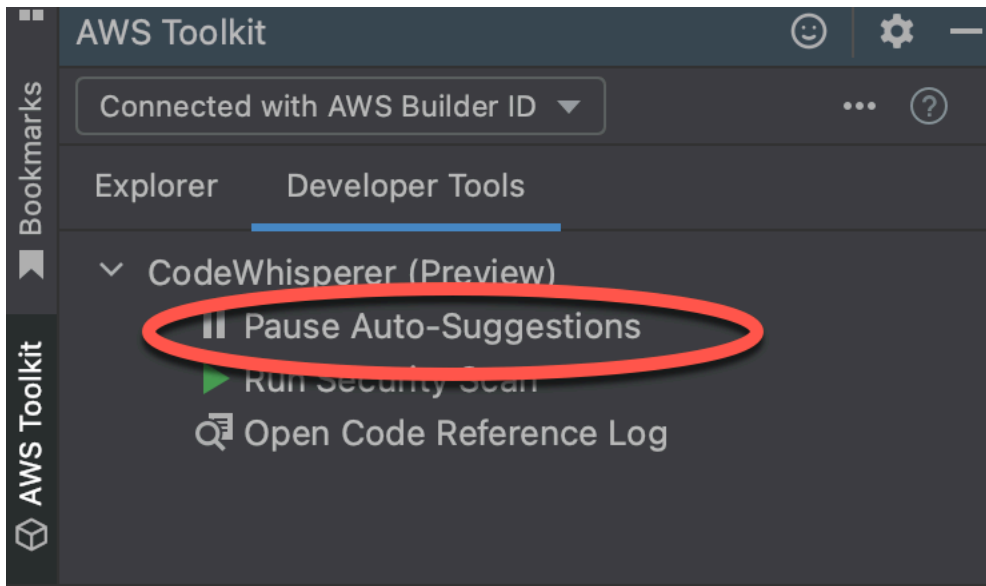 AWS Toolkit
Connected with AWS Builder ID
Explorer Developer Tools
CodeWhisperer (Preview)
Pause Auto-Suggestions
Run Security Scan
Open Code Reference Log
Bookmarks
AWS Toolkit